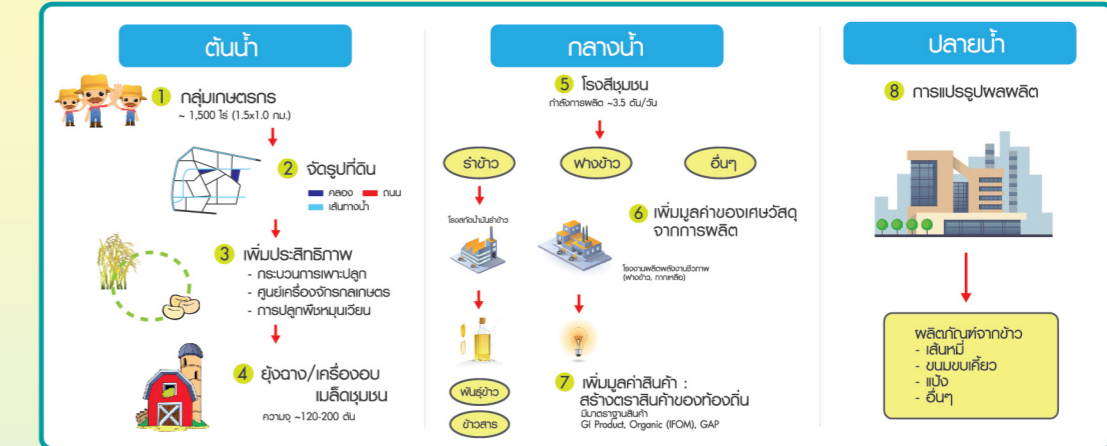 ต้นน้ำ
1 กลุ่มเกษตรกร
~ 1,500 ไร่ (1.5x1.0 กม.)
2 จัดรูปที่ดิน
คลอง ถนน
เส้นทางน้ำ
3 เพิ่มประสิทธิภาพ
- กระบวนการเพาะปลูก
- ศูนย์เครื่องจักรกลเกษตร
- การปลูกพืชหมุนเวียน
4 ยุ้งฉาง/เครื่องอบ
เมล็ดชุมชน
ความจุ ~120-200 ตัน
กลางน้ำ
5 โรงสีชุมชน
กำลังการผลิต ~3.5 ตัน/วัน
รำข้าว
ฟางข้าว
อื่นๆ
โรงสกัดน้ำมันรำข้าว
6 เพิ่มมูลค่าของเศษวัสดุ
จากการผลิต
โรงงานผลิตพลังงานชีวภาพ
(ฟางข้าว, กากเหลือ)
พันธุ์ข้าว
ข้าวสาร
7 เพิ่มมูลค่าสินค้า :
สร้างตราสินค้าของท้องถิ่น
มีมาตราฐานสินค้า
GI Product, Organic (IFOM), GAP
ปลายน้ำ
8 การแปรรูปผลผลิต
ผลิตภัณฑ์จากข้าว
- เส้นหมี่
- ขนมขบเคี้ยว
- แป้ง
- อื่นๆ